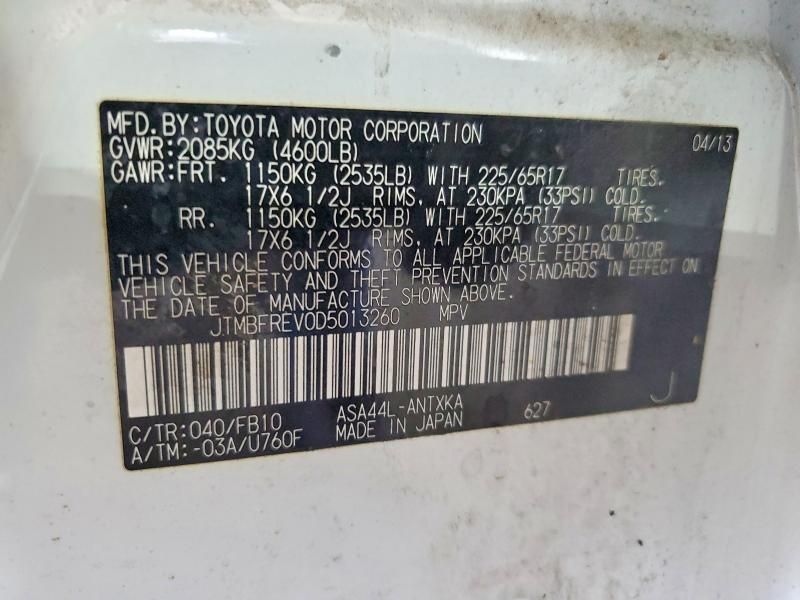 MFD.BY:TOYOTA MOTOR CORPORATION 04/13
GVWR:2085KG (4600LB)
GAWR:FRT. 1150KG (2535LB) WITH 225/65R17 TIRES.
17X6 1/2J RIMS, AT 230KPA (33PSI) COLD.
RR. 1150KG (2535LB) WITH 225/65R17 TIRES.
17X6 1/2J RIMS, AT 230KPA (33PSI) COLD.
THIS VEHICLE CONFORMS TO ALL APPLICABLE FEDERAL MOTOR
VEHICLE SAFETY AND THEFT PREVENTION STANDARDS IN EFFECT ON
THE DATE OF MANUFACTURE SHOWN ABOVE.
JTMBFREV0D5013260 MPV
J
C/TR:040/FB10 ASA44L-ANTXKA 627
A/TM:-03A/U760F MADE IN JAPAN